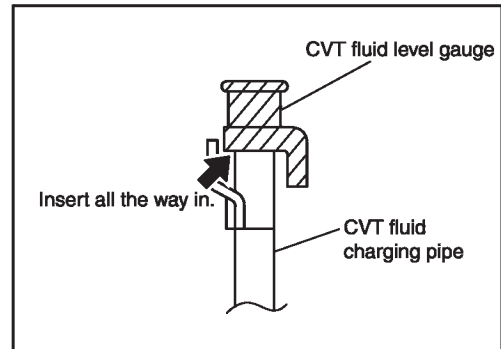 CVT fluid level gauge
Insert all the way in.
CVT fluid
charging pipe